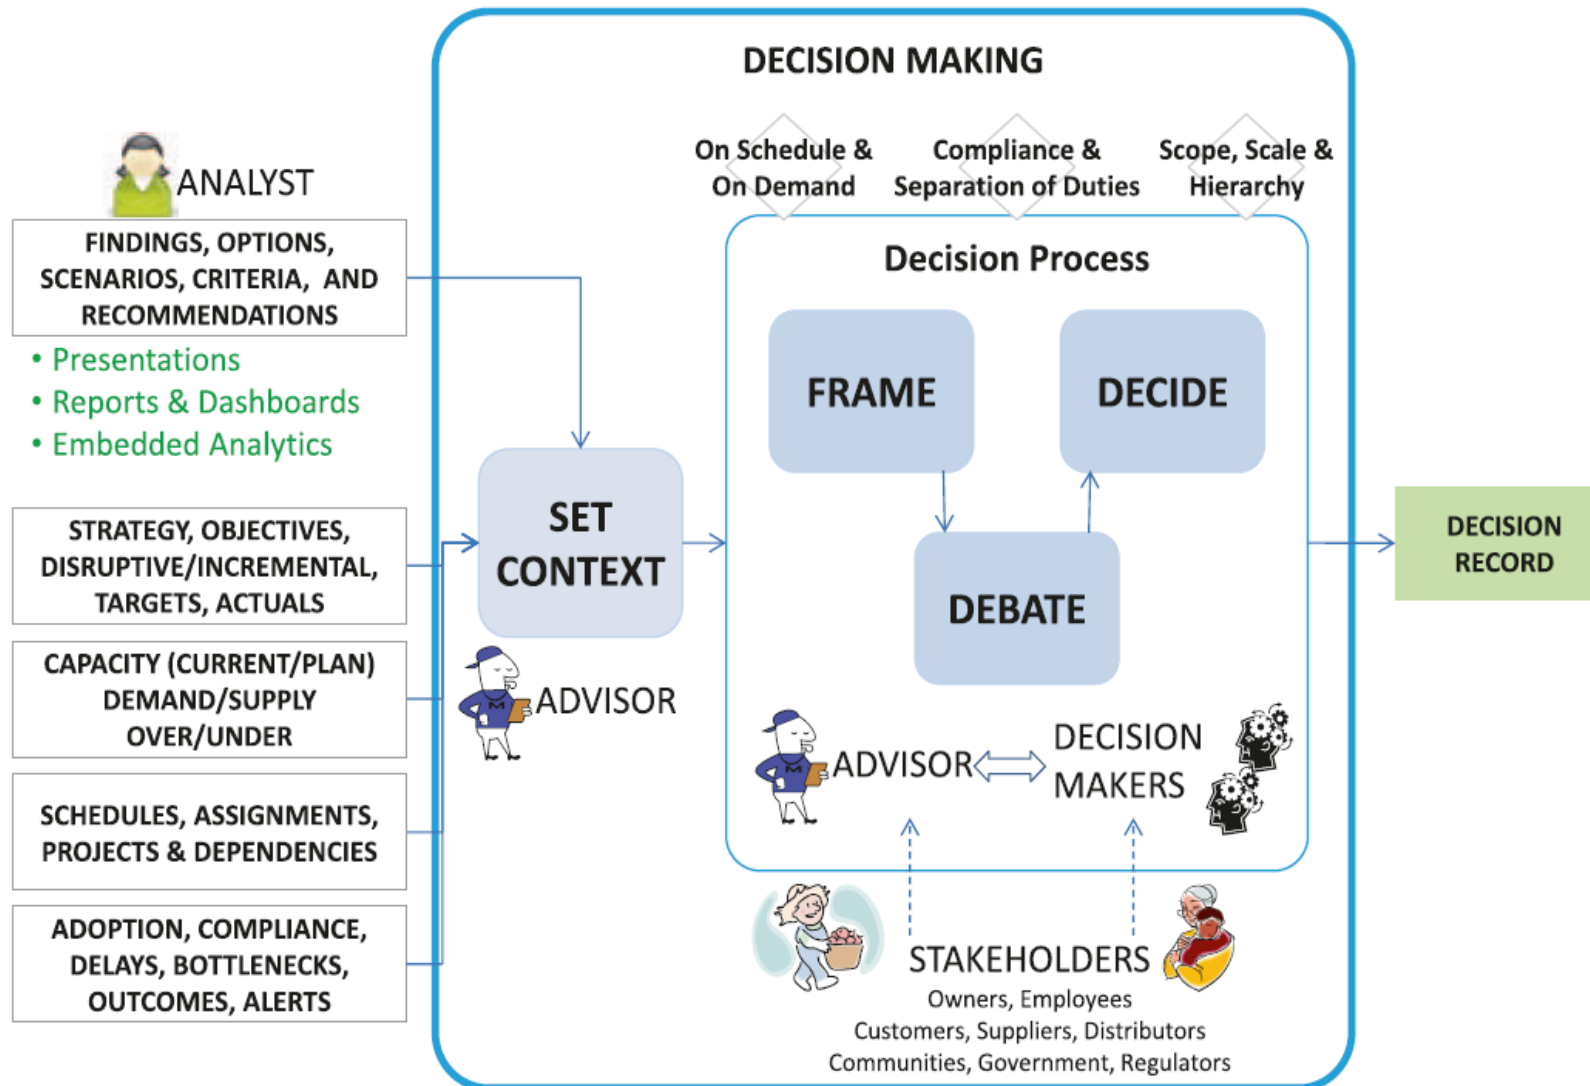 DECISION MAKING
On Schedule &
On Demand
Compliance &
Separation of Duties
Scope, Scale &
Hierarchy
ANALYST
FINDINGS, OPTIONS,
SCENARIOS, CRITERIA, AND
RECOMMENDATIONS
• Presentations
• Reports & Dashboards
• Embedded Analytics
STRATEGY, OBJECTIVES,
DISRUPTIVE/INCREMENTAL,
TARGETS, ACTUALS
CAPACITY (CURRENT/PLAN)
DEMAND/SUPPLY
OVER/UNDER
SCHEDULES, ASSIGNMENTS,
PROJECTS & DEPENDENCIES
ADOPTION, COMPLIANCE,
DELAYS, BOTTLENECKS,
OUTCOMES, ALERTS
SET
CONTEXT
M
ADVISOR
Decision Process
FRAME
DECIDE
DEBATE
M
ADVISOR
DECISION
MAKERS
STAKEHOLDERS
Owners, Employees
Customers, Suppliers, Distributors
Communities, Government, Regulators
DECISION
RECORD